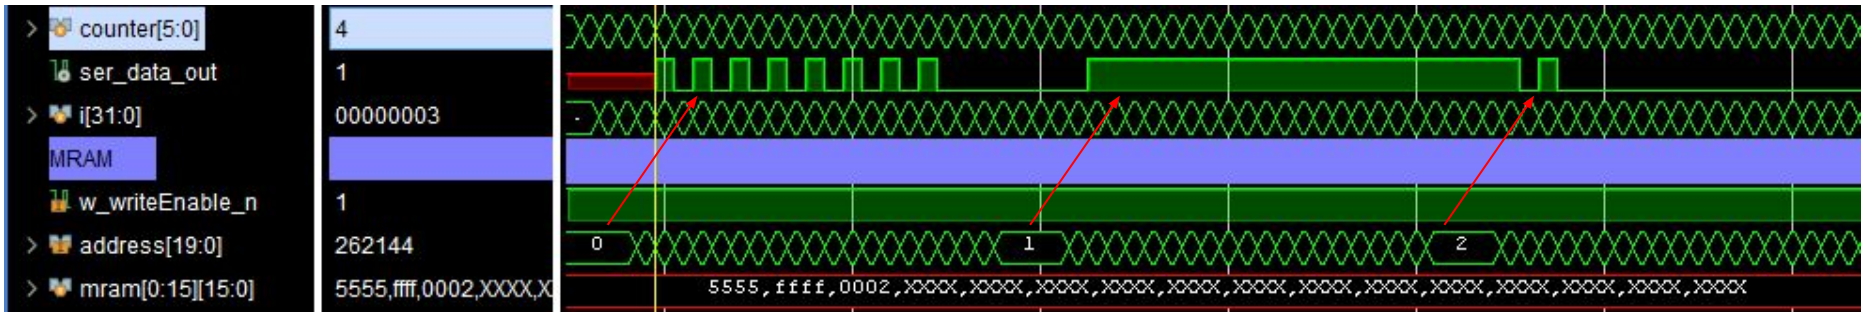 counter[5:0] 4
ser_data_out 1
i[31:0] 00000003 -
MRAM
w_writeEnable_n 1
address[19:0] 262144 0 1 2
mram[0:15][15:0] 5555,ffff,0002,XXXX,X 5555,ffff,0002,XXXX,XXXX,XXXX,XXXX,XXXX,XXXX,XXXX,XXXX,XXXX,XXXX,XXXX,XXXX,XXXX